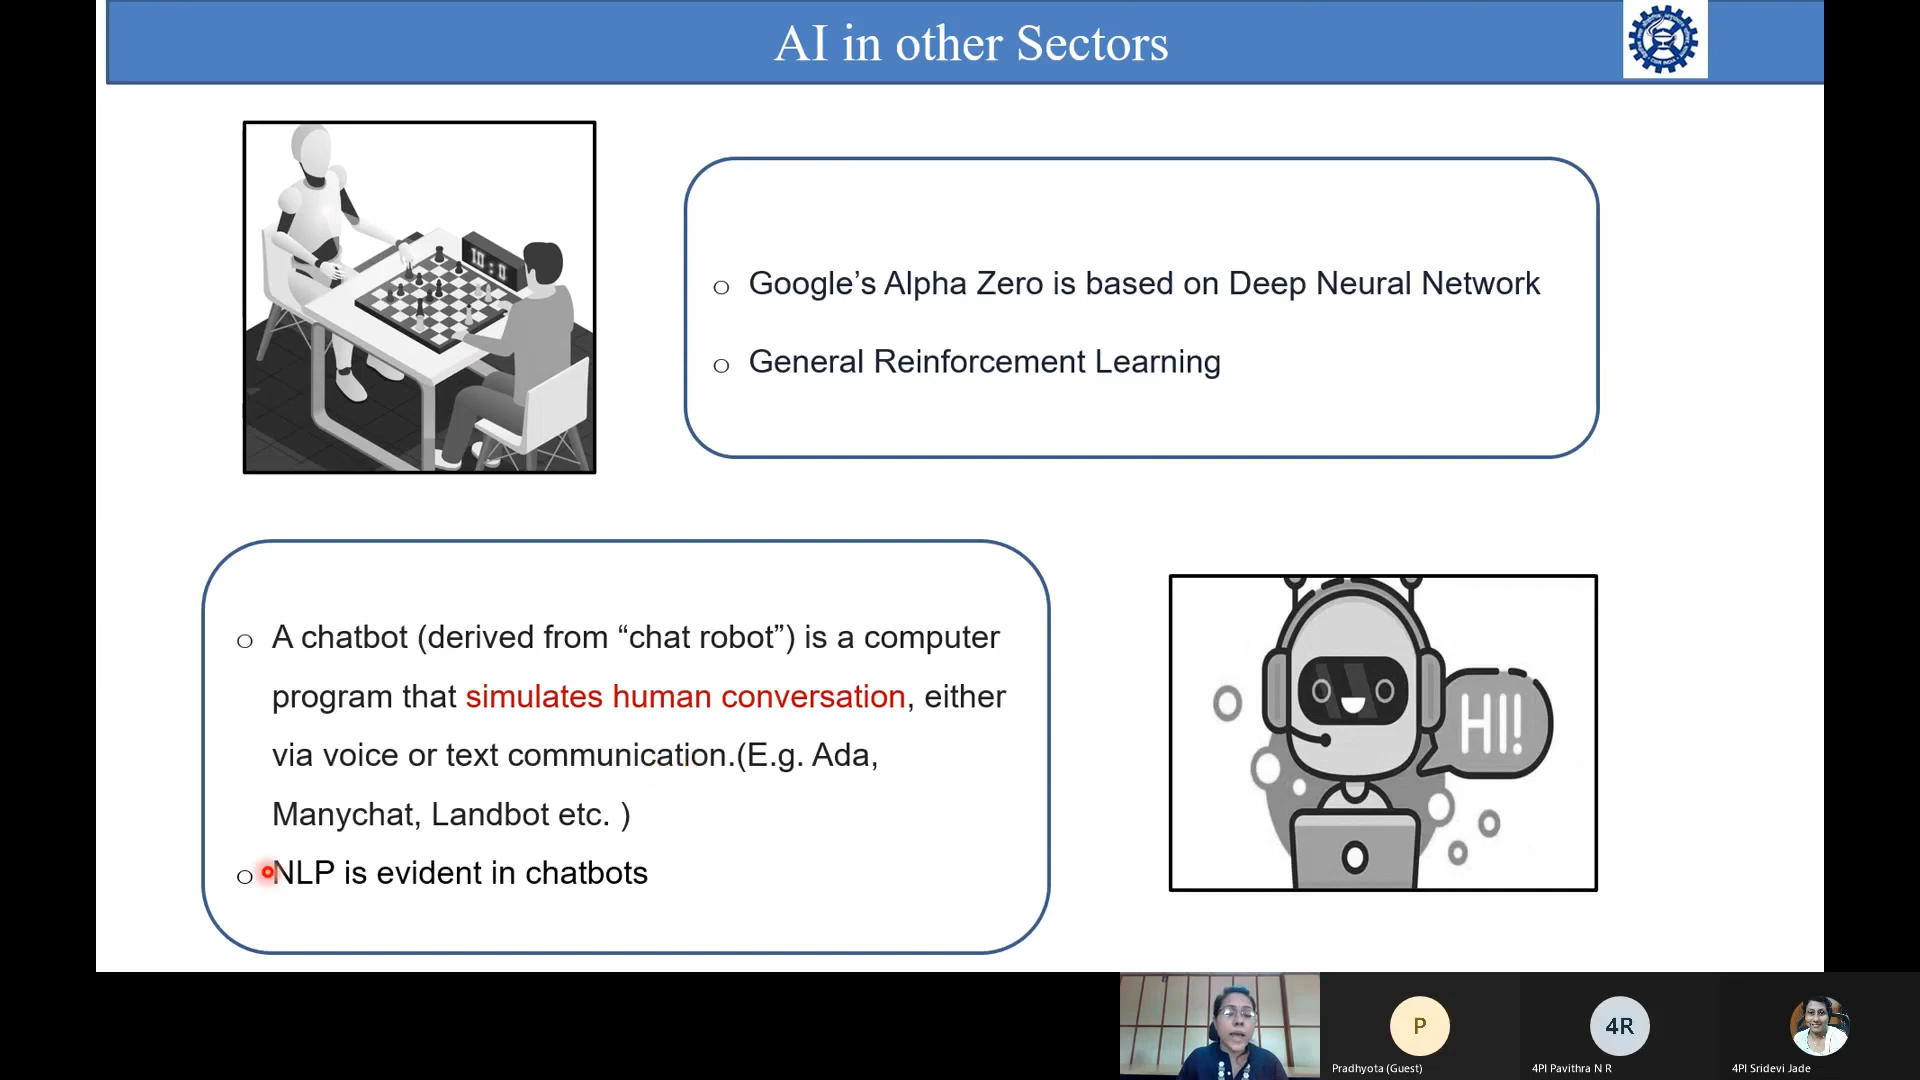 AI in other Sectors
10:0
o Google’s Alpha Zero is based on Deep Neural Network
o General Reinforcement Learning
o A chatbot (derived from “chat robot”) is a computer
program that simulates human conversation, either
via voice or text communication.(E.g. Ada,
Manychat, Landbot etc. )
o NLP is evident in chatbots
HI!
P
4R
Pradhyota (Guest)
4PI Pavithra N R
4PI Sridevi Jade